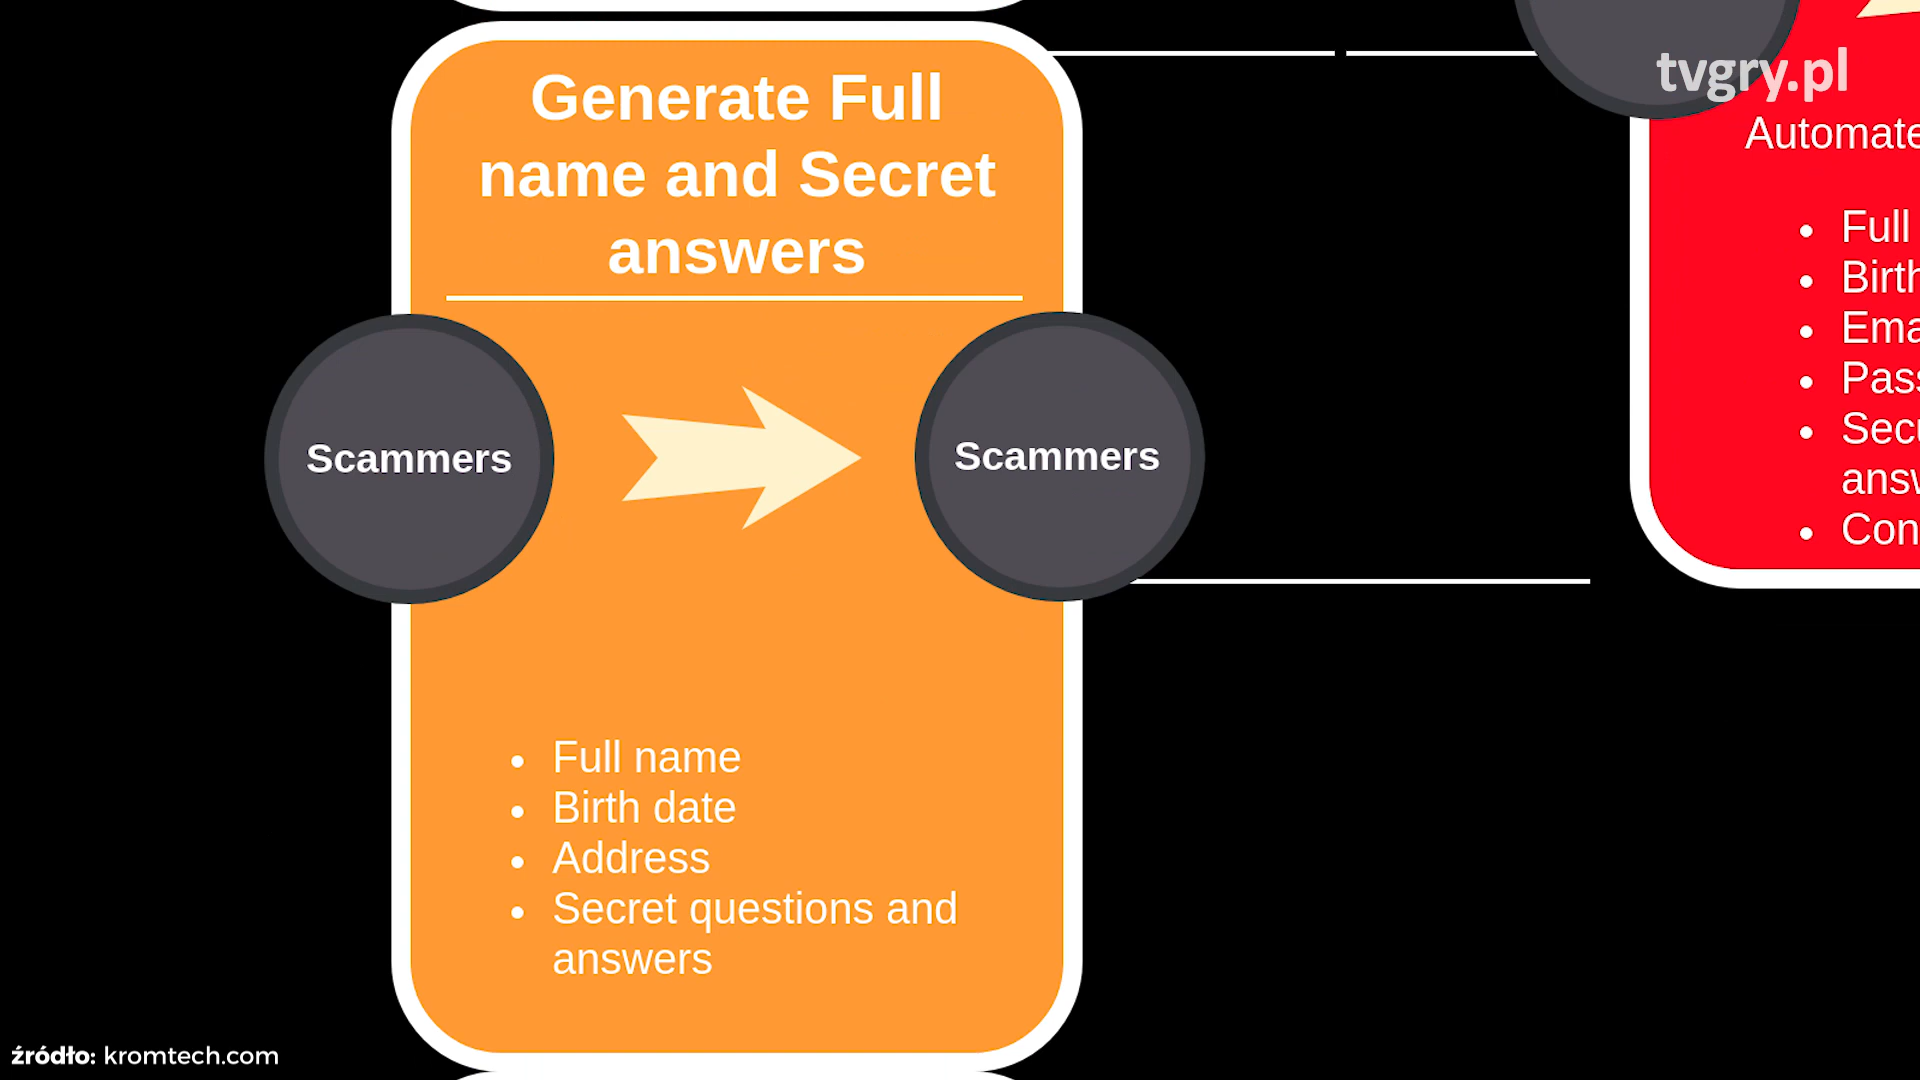 Generate Full
name and Secret
answers
Scammers
Scammers
Full name
Birth date
Address
Secret questions and
answers
tvgry.pl
Full
źródło: kromtech.com